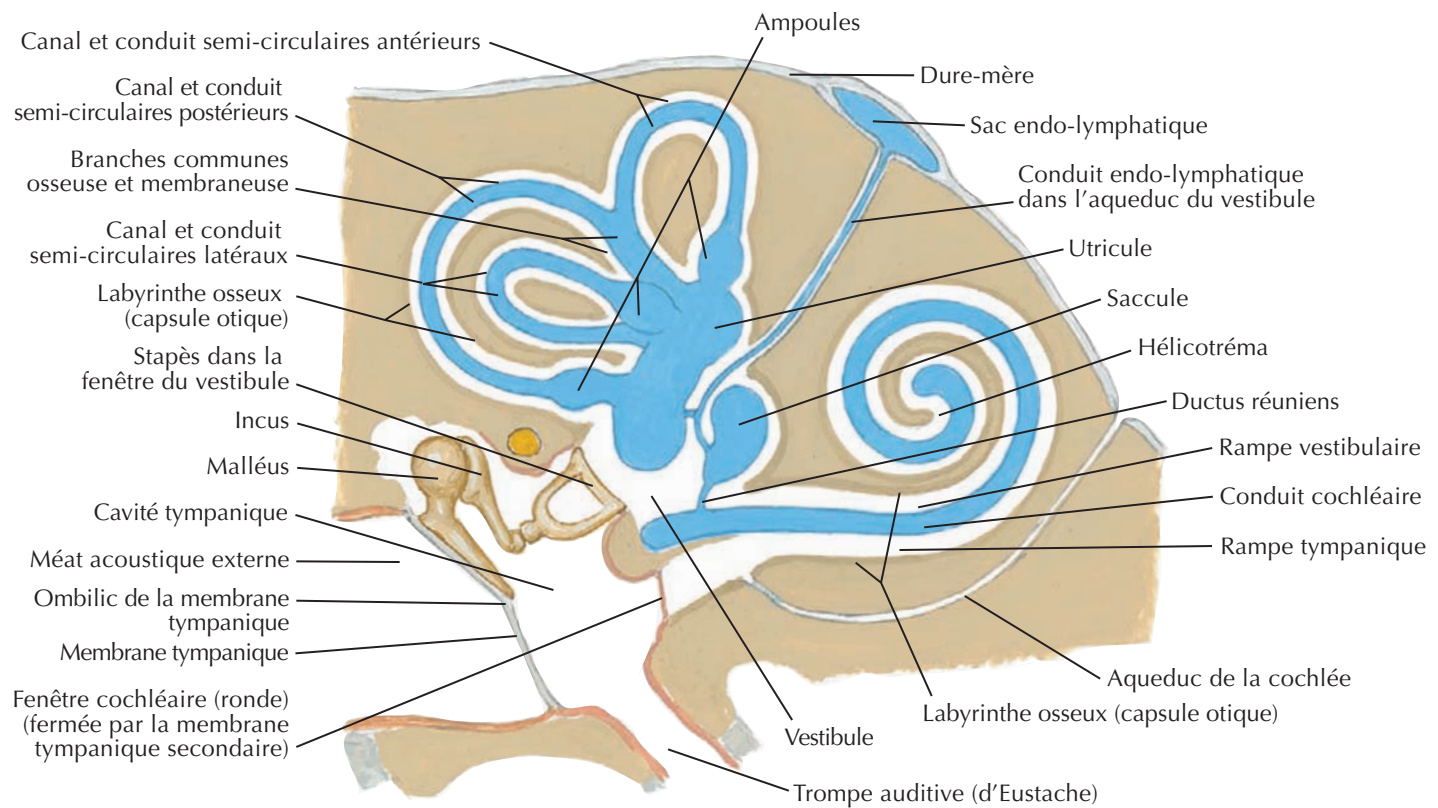 Ampoules
Canal et conduit semi-circulaires antérieurs
Canal et conduit
semi-circulaires postérieurs
Branches communes
osseuse et membraneuse
Canal et conduit
semi-circulaires latéraux
Labyrinthe osseux
(capsule otique)
Stapès dans la
fenêtre du vestibule
Incus
Malléus
Cavité tympanique
Méat acoustique externe
Ombilic de la membrane
tympanique
Membrane tympanique
Fenêtre cochléaire (ronde)
(fermée par la membrane
tympanique secondaire)
Dure-mère
Sac endo-lymphatique
Conduit endo-lymphatique
dans l'aqueduc du vestibule
Utricule
Saccule
Hélicotréma
Ductus réuniens
Rampe vestibulaire
Conduit cochléaire
Rampe tympanique
Aqueduc de la cochlée
Labyrinthe osseux (capsule otique)
Vestibule
Trompe auditive (d'Eustache)